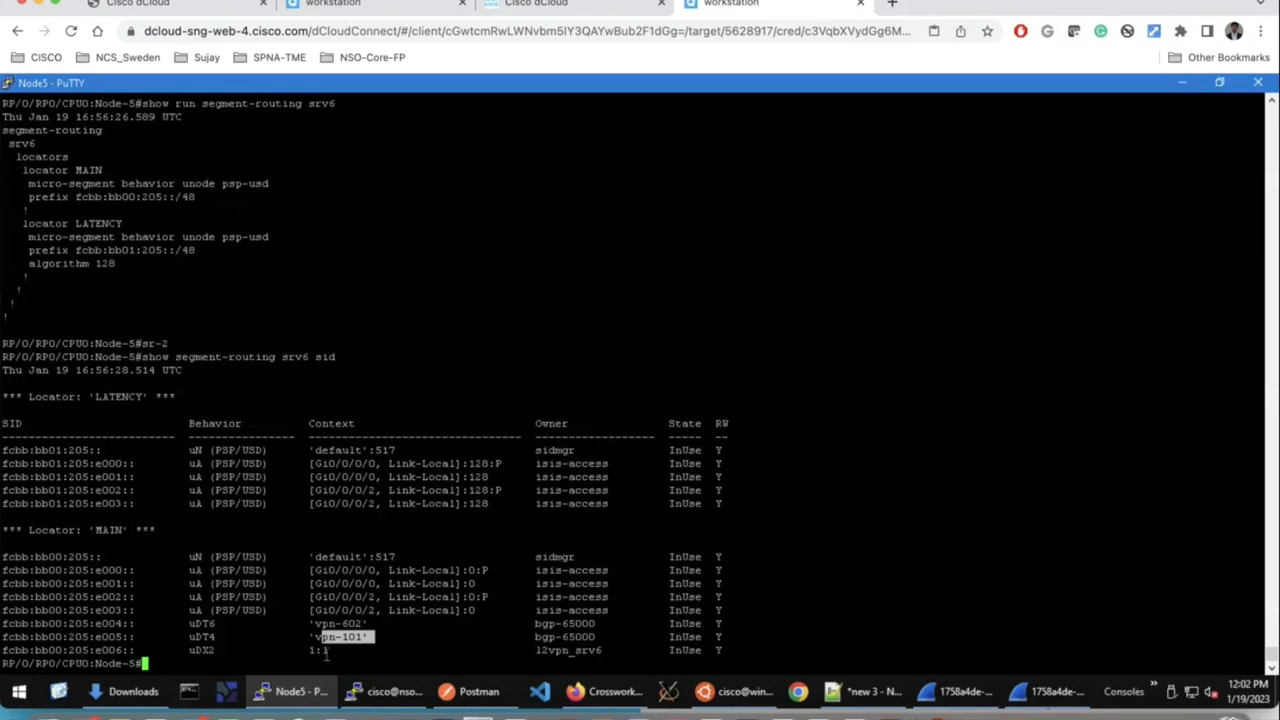 Cisco dCloud × workstation × Cisco dCloud × workstation ×
dcloud-sng-web-4.cisco.com/dCloudConnect/#/client/cGwtcmRwLWNvbm5lY3QAYwBub2F1dGg=/target/5628917/cred/c3VqbXVydGg6M...
CISCO NCS_Sweden Sujay SPNA-TME NSO-Core-FP Other Bookmarks
Node5 - PuTTY
RP/0/RP0/CPU0:Node-5#show run segment-routing srv6
Thu Jan 19 16:56:26.589 UTC
segment-routing
srv6
locators
locator MAIN
micro-segment behavior unode psp-usd
prefix fcbb:bb00:205::/48
!
locator LATENCY
micro-segment behavior unode psp-usd
prefix fcbb:bb01:205::/48
algorithm 128
!
!
!
!
RP/0/RP0/CPU0:Node-5#sr-2
RP/0/RP0/CPU0:Node-5#show segment-routing srv6 sid
Thu Jan 19 16:56:28.514 UTC
*** Locator: 'LATENCY' ***
SID Behavior Context Owner State RW
fcbb:bb01:205:: uN (PSP/USD) 'default':517 sidmgr InUse Y
fcbb:bb01:205:e000:: uA (PSP/USD) [Gi0/0/0/0, Link-Local]:128:P isis-access InUse Y
fcbb:bb01:205:e001:: uA (PSP/USD) [Gi0/0/0/0, Link-Local]:128 isis-access InUse Y
fcbb:bb01:205:e002:: uA (PSP/USD) [Gi0/0/0/2, Link-Local]:128:P isis-access InUse Y
fcbb:bb01:205:e003:: uA (PSP/USD) [Gi0/0/0/2, Link-Local]:128 isis-access InUse Y
*** Locator: 'MAIN' ***
fcbb:bb00:205:: uN (PSP/USD) 'default':517 sidmgr InUse Y
fcbb:bb00:205:e000:: uA (PSP/USD) [Gi0/0/0/0, Link-Local]:0:P isis-access InUse Y
fcbb:bb00:205:e001:: uA (PSP/USD) [Gi0/0/0/0, Link-Local]:0 isis-access InUse Y
fcbb:bb00:205:e002:: uA (PSP/USD) [Gi0/0/0/2, Link-Local]:0:P isis-access InUse Y
fcbb:bb00:205:e003:: uA (PSP/USD) [Gi0/0/0/2, Link-Local]:0 isis-access InUse Y
fcbb:bb00:205:e004:: uDT6 'vpn-602' bgp-65000 InUse Y
fcbb:bb00:205:e005:: uDT4 'vpn-101' bgp-65000 InUse Y
fcbb:bb00:205:e006:: uDX2 1:1 l2vpn_srv6 InUse Y
RP/0/RP0/CPU0:Node-5#
Downloads Node5 - P... cisco@nso... Postman Crosswork... cisco@win... *new 3 - N... 1758a4de-... 1758a4de-... Consoles 12:02 PM
1/19/2023